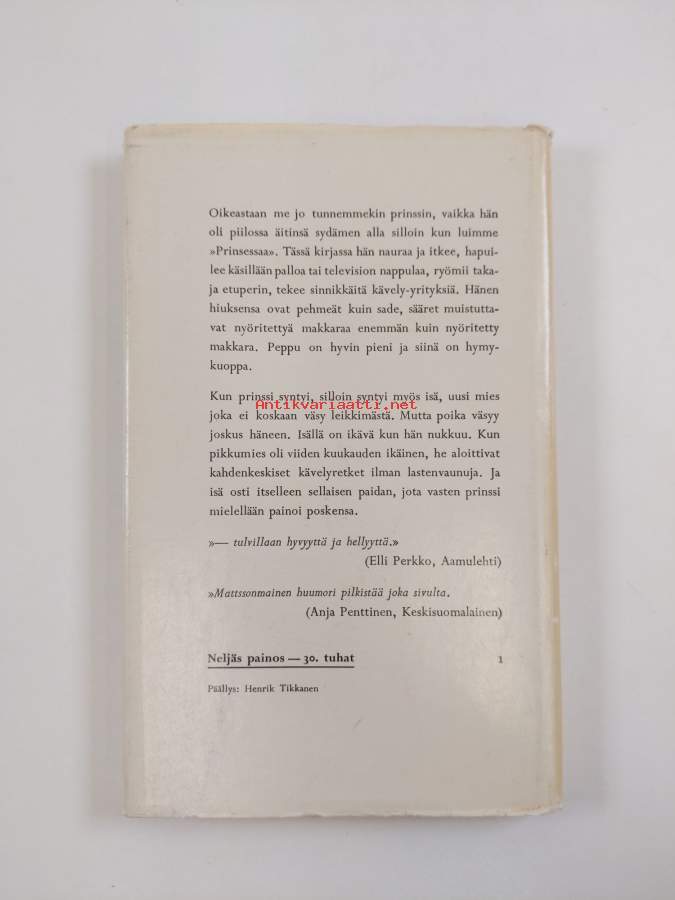 Oikeastaan me jo tunnemmekin prinssin, vaikka hän
oli piilossa äitinsä sydämen alla silloin kun luimme
»Prinsessaa». Tässä kirjassa hän nauraa ja itkee, hapui-
lee käsillään palloa tai television nappulaa, ryömii taka-
ja etuperin, tekee sinnikkäitä kävely-yrityksiä. Hänen
hiuksensa ovat pehmeät kuin sade, sääret muistutta-
vat nyöritettyä makkaraa enemmän kuin nyöritetty
makkara. Peppu on hyvin pieni ja siinä on hymy-
kuoppa.
Kun prinssi syntyi, silloin syntyi myös isä, uusi mies
Antikvariaatti.net
joka ei koskaan väsy leikkimästä. Mutta poika väsyy
joskus häneen. Isällä on ikävä kun hän nukkuu. Kun
pikkumies oli viiden kuukauden ikäinen, he aloittivat
kahdenkeskiset kävelyretket ilman lastenvaunuja. Ja
isä osti itselleen sellaisen paidan, jota vasten prinssi
mielellään painoi poskensa.
»— tulvillaan hyvyyttä ja hellyyttä.»
(Elli Perkko, Aamulehti)
»Mattssonmainen huumori pilkistää joka sivulta.
(Anja Penttinen, Keskisuomalainen)
Neljäs painos — 30. tuhat 1
Päällys: Henrik Tikkanen